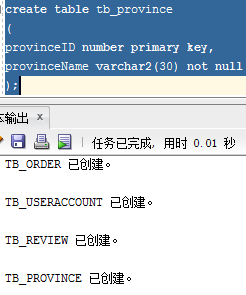 create table tb_province
(
provinceID number primary key,
provinceName varchar2(30) not null
);
本输出 ×
任务已完成, 用时 0.01 秒
TB_ORDER 已创建。
TB_USERACCOUNT 已创建。
TB_REVIEW 已创建。
TB_PROVINCE 已创建。